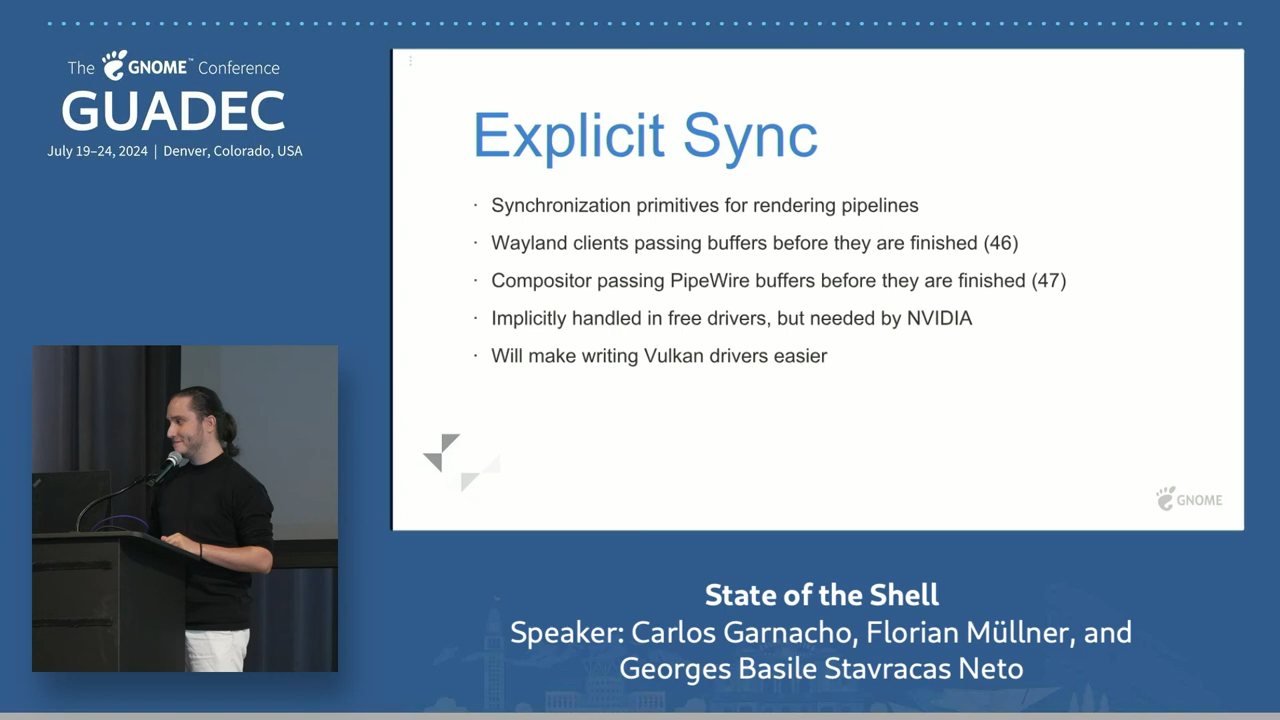 The GNOME™ Conference
GUADEC
July 19–24, 2024 | Denver, Colorado, USA
Explicit Sync
· Synchronization primitives for rendering pipelines
· Wayland clients passing buffers before they are finished (46)
· Compositor passing PipeWire buffers before they are finished (47)
· Implicitly handled in free drivers, but needed by NVIDIA
· Will make writing Vulkan drivers easier
GNOME
State of the Shell
Speaker: Carlos Garnacho, Florian Müllner, and
Georges Basile Stavracas Neto